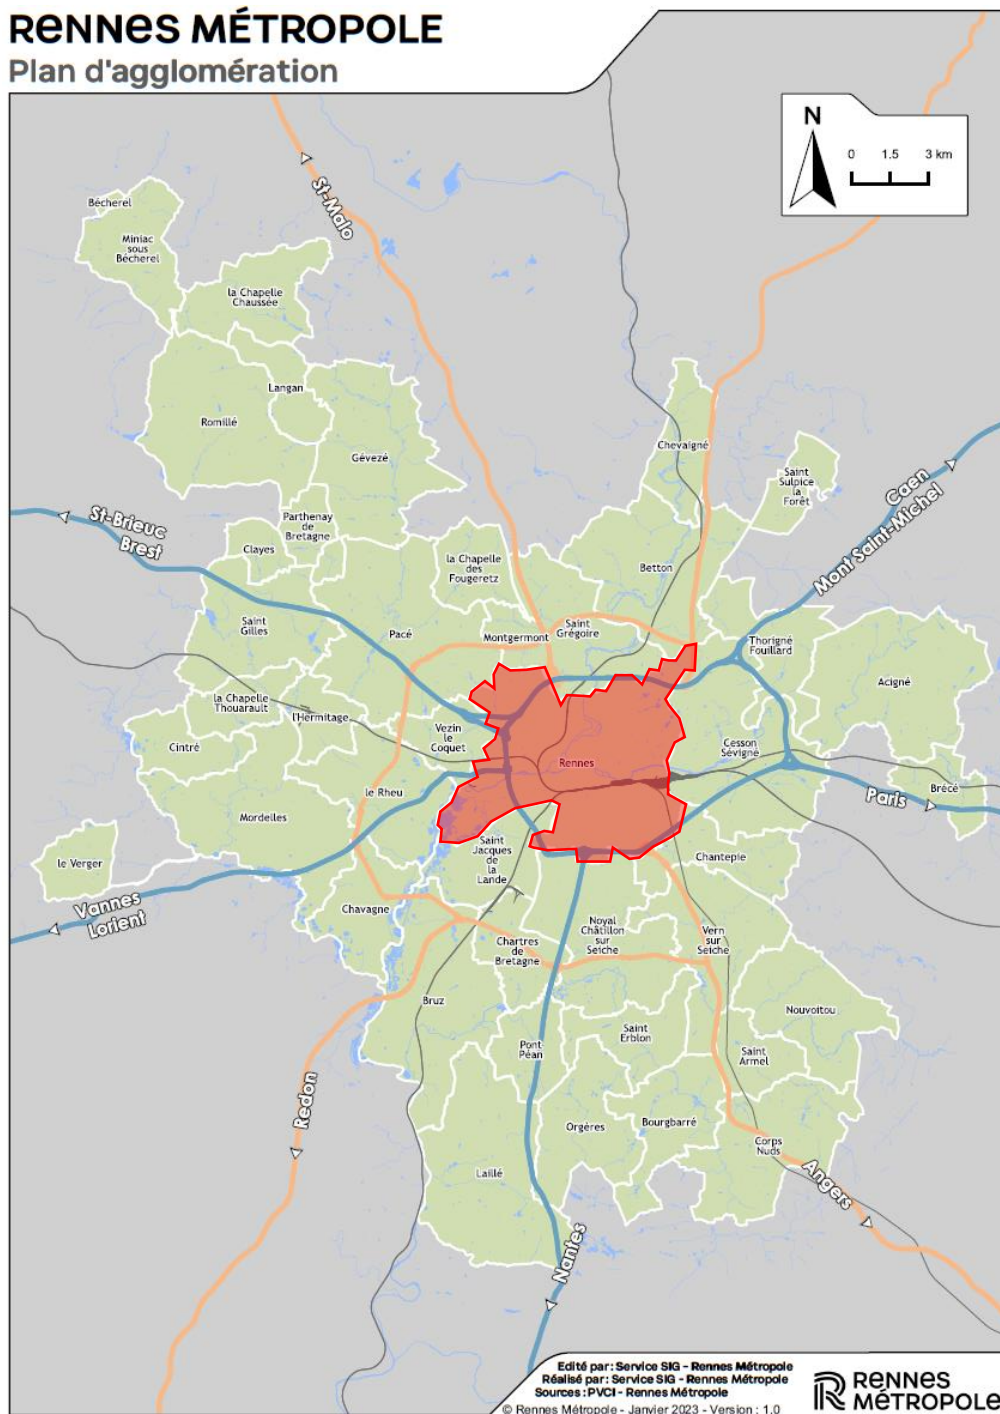 RENNES MÉTROPOLE
Plan d'agglomération
N
0 1.5 3 km
St-Malo
Bécherel
Miniac
sous
Bécherel
la Chapelle
Chaussée
Langan
Romillé
Gévezé
Chevaigné
Saint
Sulpice
la
Forêt
Caen
Mont Saint-Michel
St-Brieuc
Brest
Parthenay
de
Bretagne
Clayes
la Chapelle
des
Fougeretz
Betton
Saint
Gilles
Pacé
Montgermont
Saint
Grégoire
Thorigné
Fouillard
Acigné
la Chapelle
Thouarault
l'Hermitage
Cintré
Vezin
le
Coquet
Rennes
Cesson
Sévigné
Brécé
Paris
le Rheu
Mordelles
le Verger
Saint
Jacques
de la
Lande
Chantepie
Vannes
Lorient
Chavagne
Noyal
Châtillon
sur
Seiche
Vern
sur
Seiche
Chartres
de
Bretagne
Bruz
Nouvoitou
Saint
Erblon
Pont
Péan
Saint
Armel
Redon
Orgères
Bourgbarré
Corps
Nuds
Laillé
Angers
Nantes
Edité par : Service SIG - Rennes Métropole
Réalisé par : Service SIG - Rennes Métropole
Sources : PVCI - Rennes Métropole
© Rennes Métropole - Janvier 2023 - Version : 1.0
RENNES
MÉTROPOLE